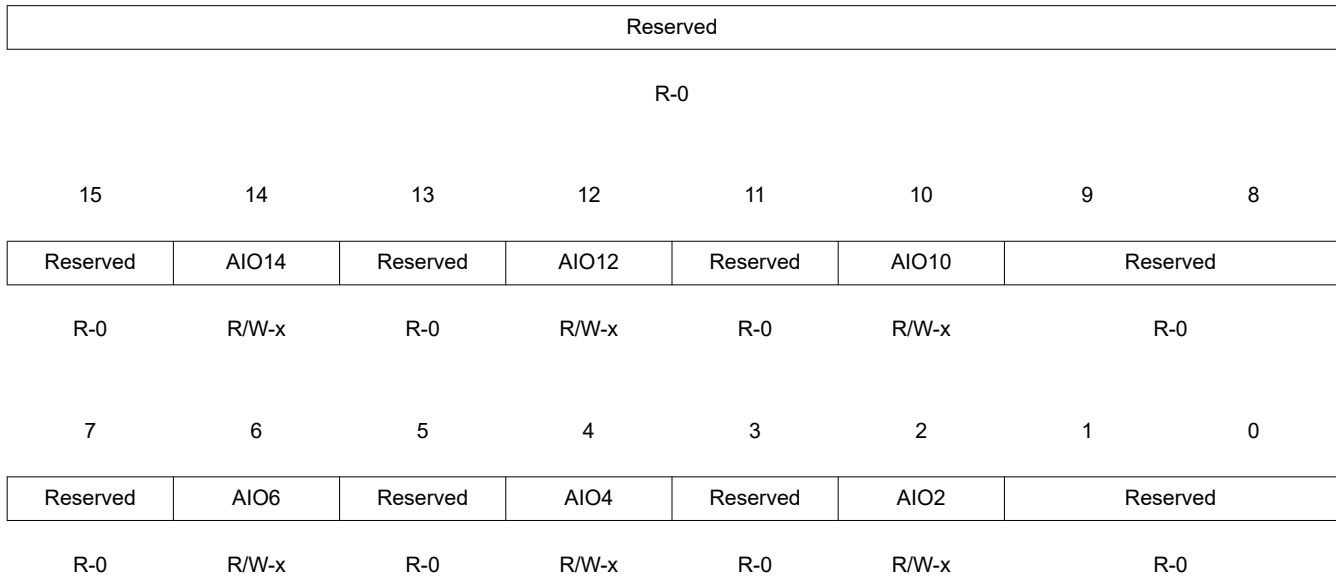 Reserved
R-0
15 14 13 12 11 10 9 8
Reserved AIO14 Reserved AIO12 Reserved AIO10 Reserved
R-0 R/W-x R-0 R/W-x R-0 R/W-x R-0
7 6 5 4 3 2 1 0
Reserved AIO6 Reserved AIO4 Reserved AIO2 Reserved
R-0 R/W-x R-0 R/W-x R-0 R/W-x R-0